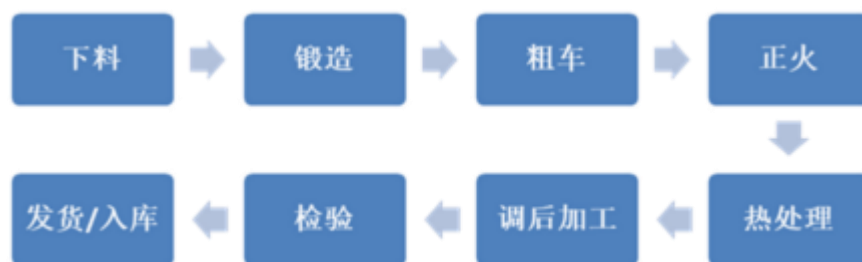 下料
锻造
粗车
正火
热处理
调后加工
检验
发货/入库